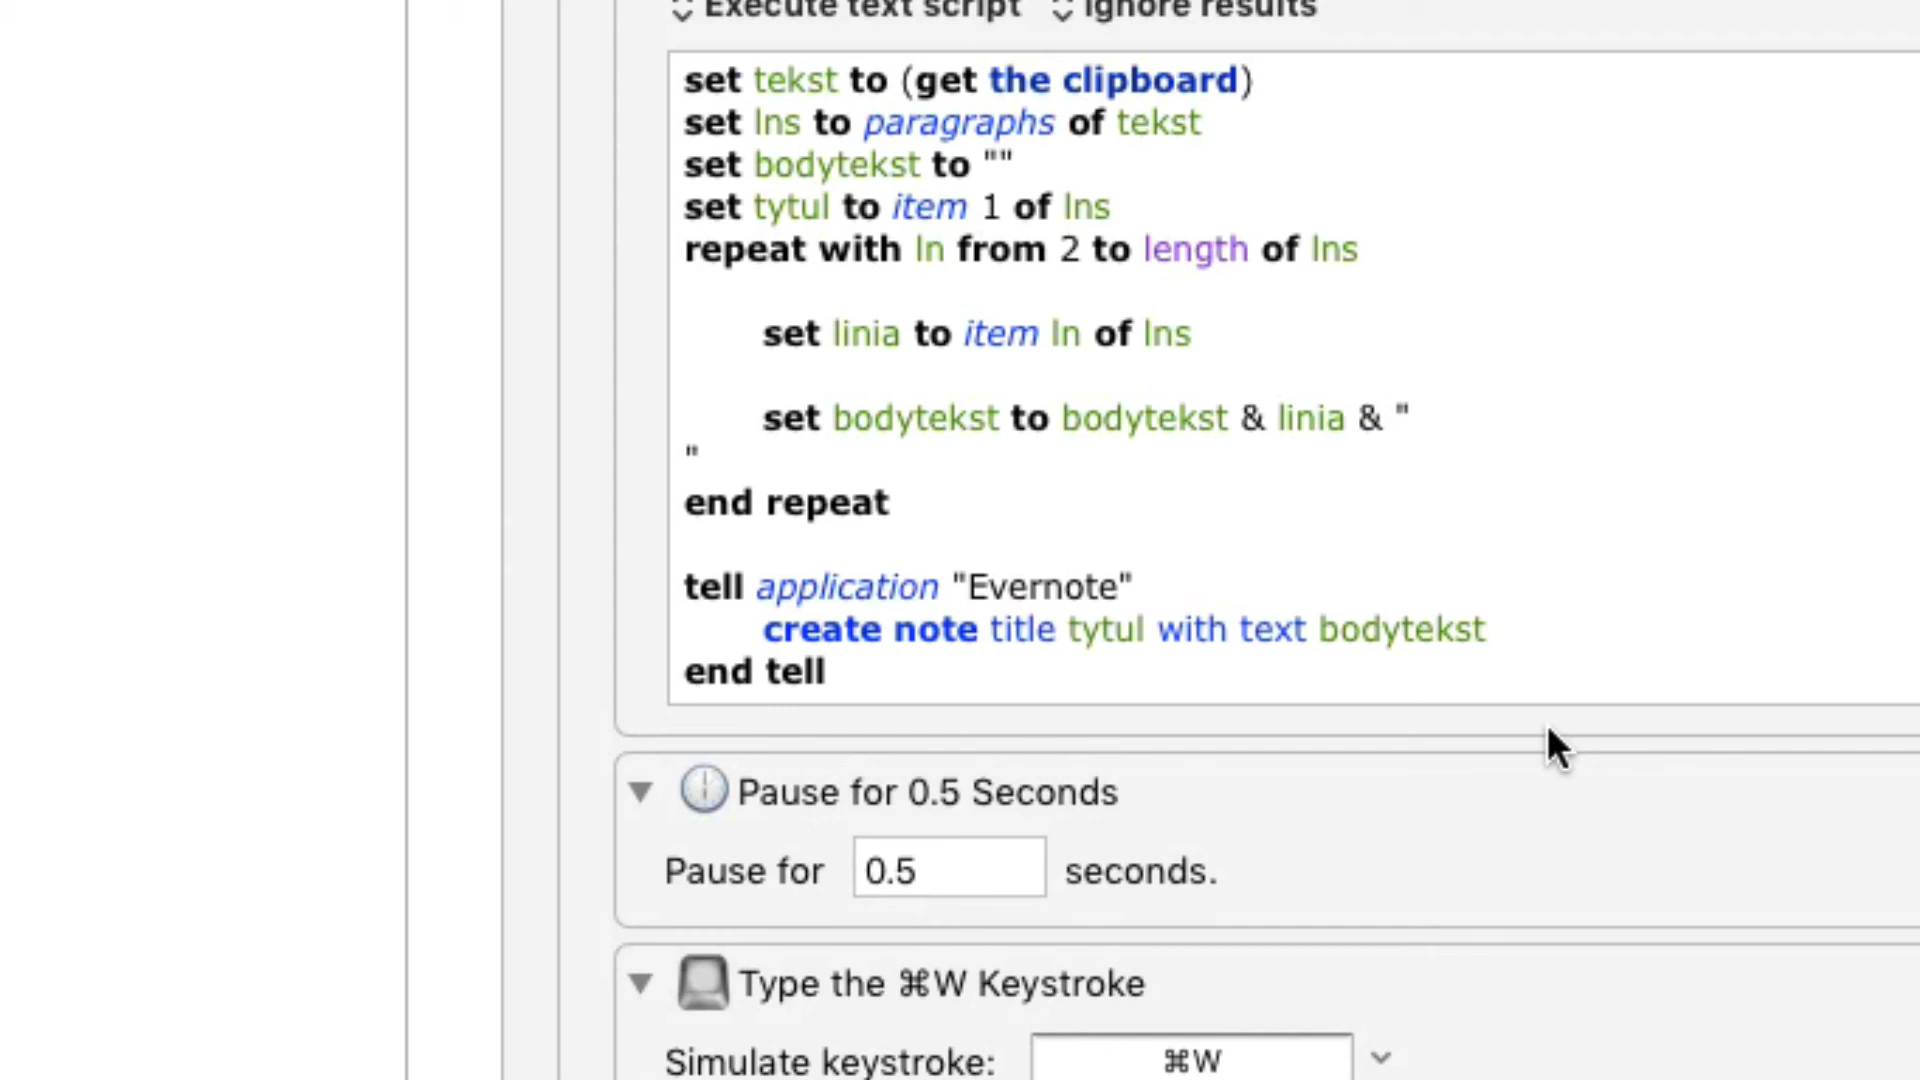 Execute text script Ignore results
set tekst to (get the clipboard)
set lns to paragraphs of tekst
set bodytekst to ""
set tytul to item 1 of lns
repeat with ln from 2 to length of lns
set linia to item ln of lns
set bodytekst to bodytekst & linia & "
"
end repeat
tell application "Evernote"
create note title tytul with text bodytekst
end tell
Pause for 0.5 Seconds
Pause for 0.5 seconds.
Type the ⌘W Keystroke
Simulate keystroke: ⌘W